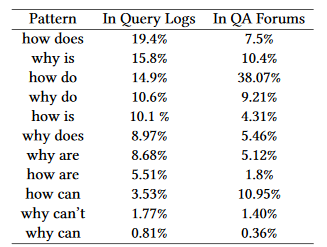 Pattern In Query Logs In QA Forums
how does 19.4% 7.5%
why is 15.8% 10.4%
how do 14.9% 38.07%
why do 10.6% 9.21%
how is 10.1 % 4.31%
why does 8.97% 5.46%
why are 8.68% 5.12%
how are 5.51% 1.8%
how can 3.53% 10.95%
why can't 1.77% 1.40%
why can 0.81% 0.36%